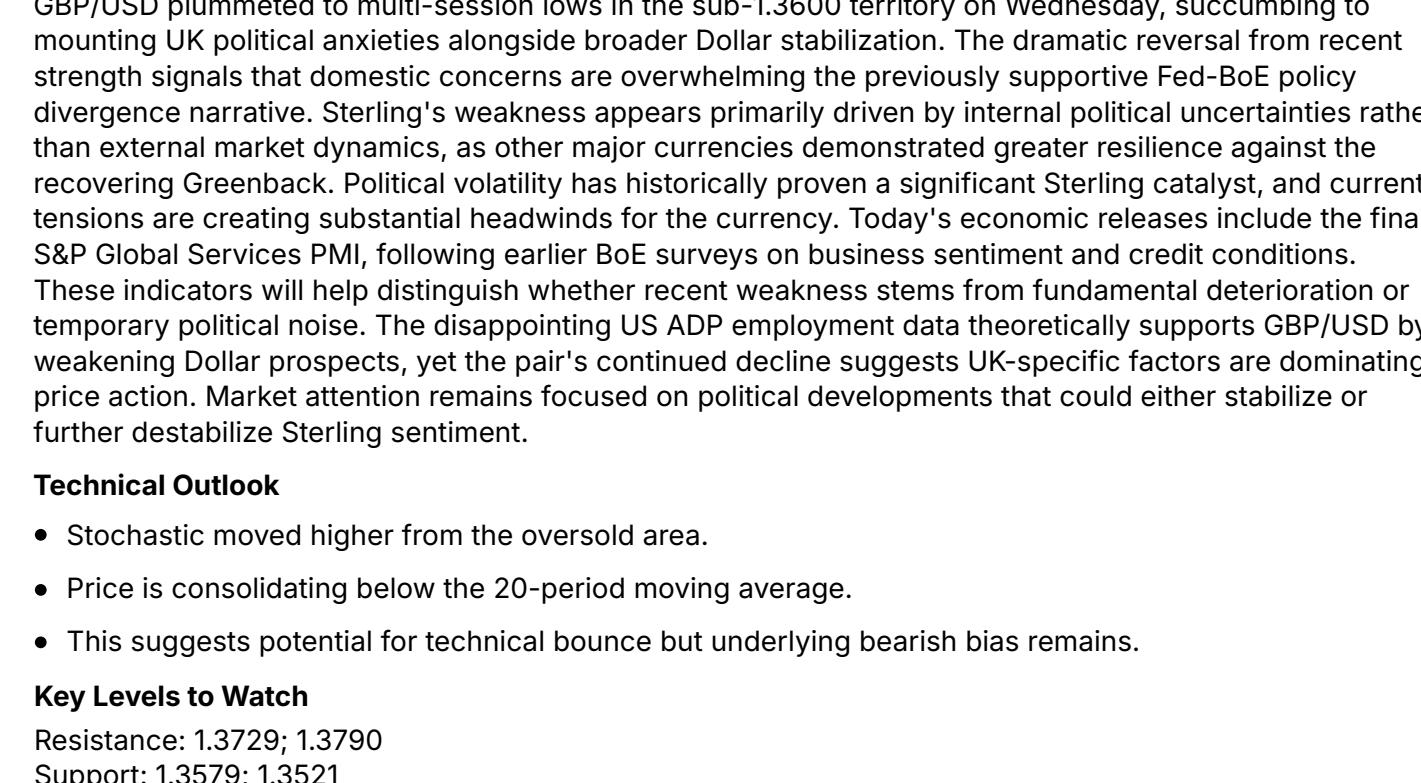 GBP/USD plummeted to multi-session lows in the sub-1.3600 territory on Wednesday, succumbing to
mounting UK political anxieties alongside broader Dollar stabilization. The dramatic reversal from recent
strength signals that domestic concerns are overwhelming the previously supportive Fed-BoE policy
divergence narrative. Sterling's weakness appears primarily driven by internal political uncertainties rathe
than external market dynamics, as other major currencies demonstrated greater resilience against the
recovering Greenback. Political volatility has historically proven a significant Sterling catalyst, and current
tensions are creating substantial headwinds for the currency. Today's economic releases include the fina
S&P Global Services PMI, following earlier BoE surveys on business sentiment and credit conditions.
These indicators will help distinguish whether recent weakness stems from fundamental deterioration or
temporary political noise. The disappointing US ADP employment data theoretically supports GBP/USD by
weakening Dollar prospects, yet the pair's continued decline suggests UK-specific factors are dominating
price action. Market attention remains focused on political developments that could either stabilize or
further destabilize Sterling sentiment.
Technical Outlook
• Stochastic moved higher from the oversold area.
• Price is consolidating below the 20-period moving average.
• This suggests potential for technical bounce but underlying bearish bias remains.
Key Levels to Watch
Resistance: 1.3729; 1.3790
Support: 1.3579; 1.3521